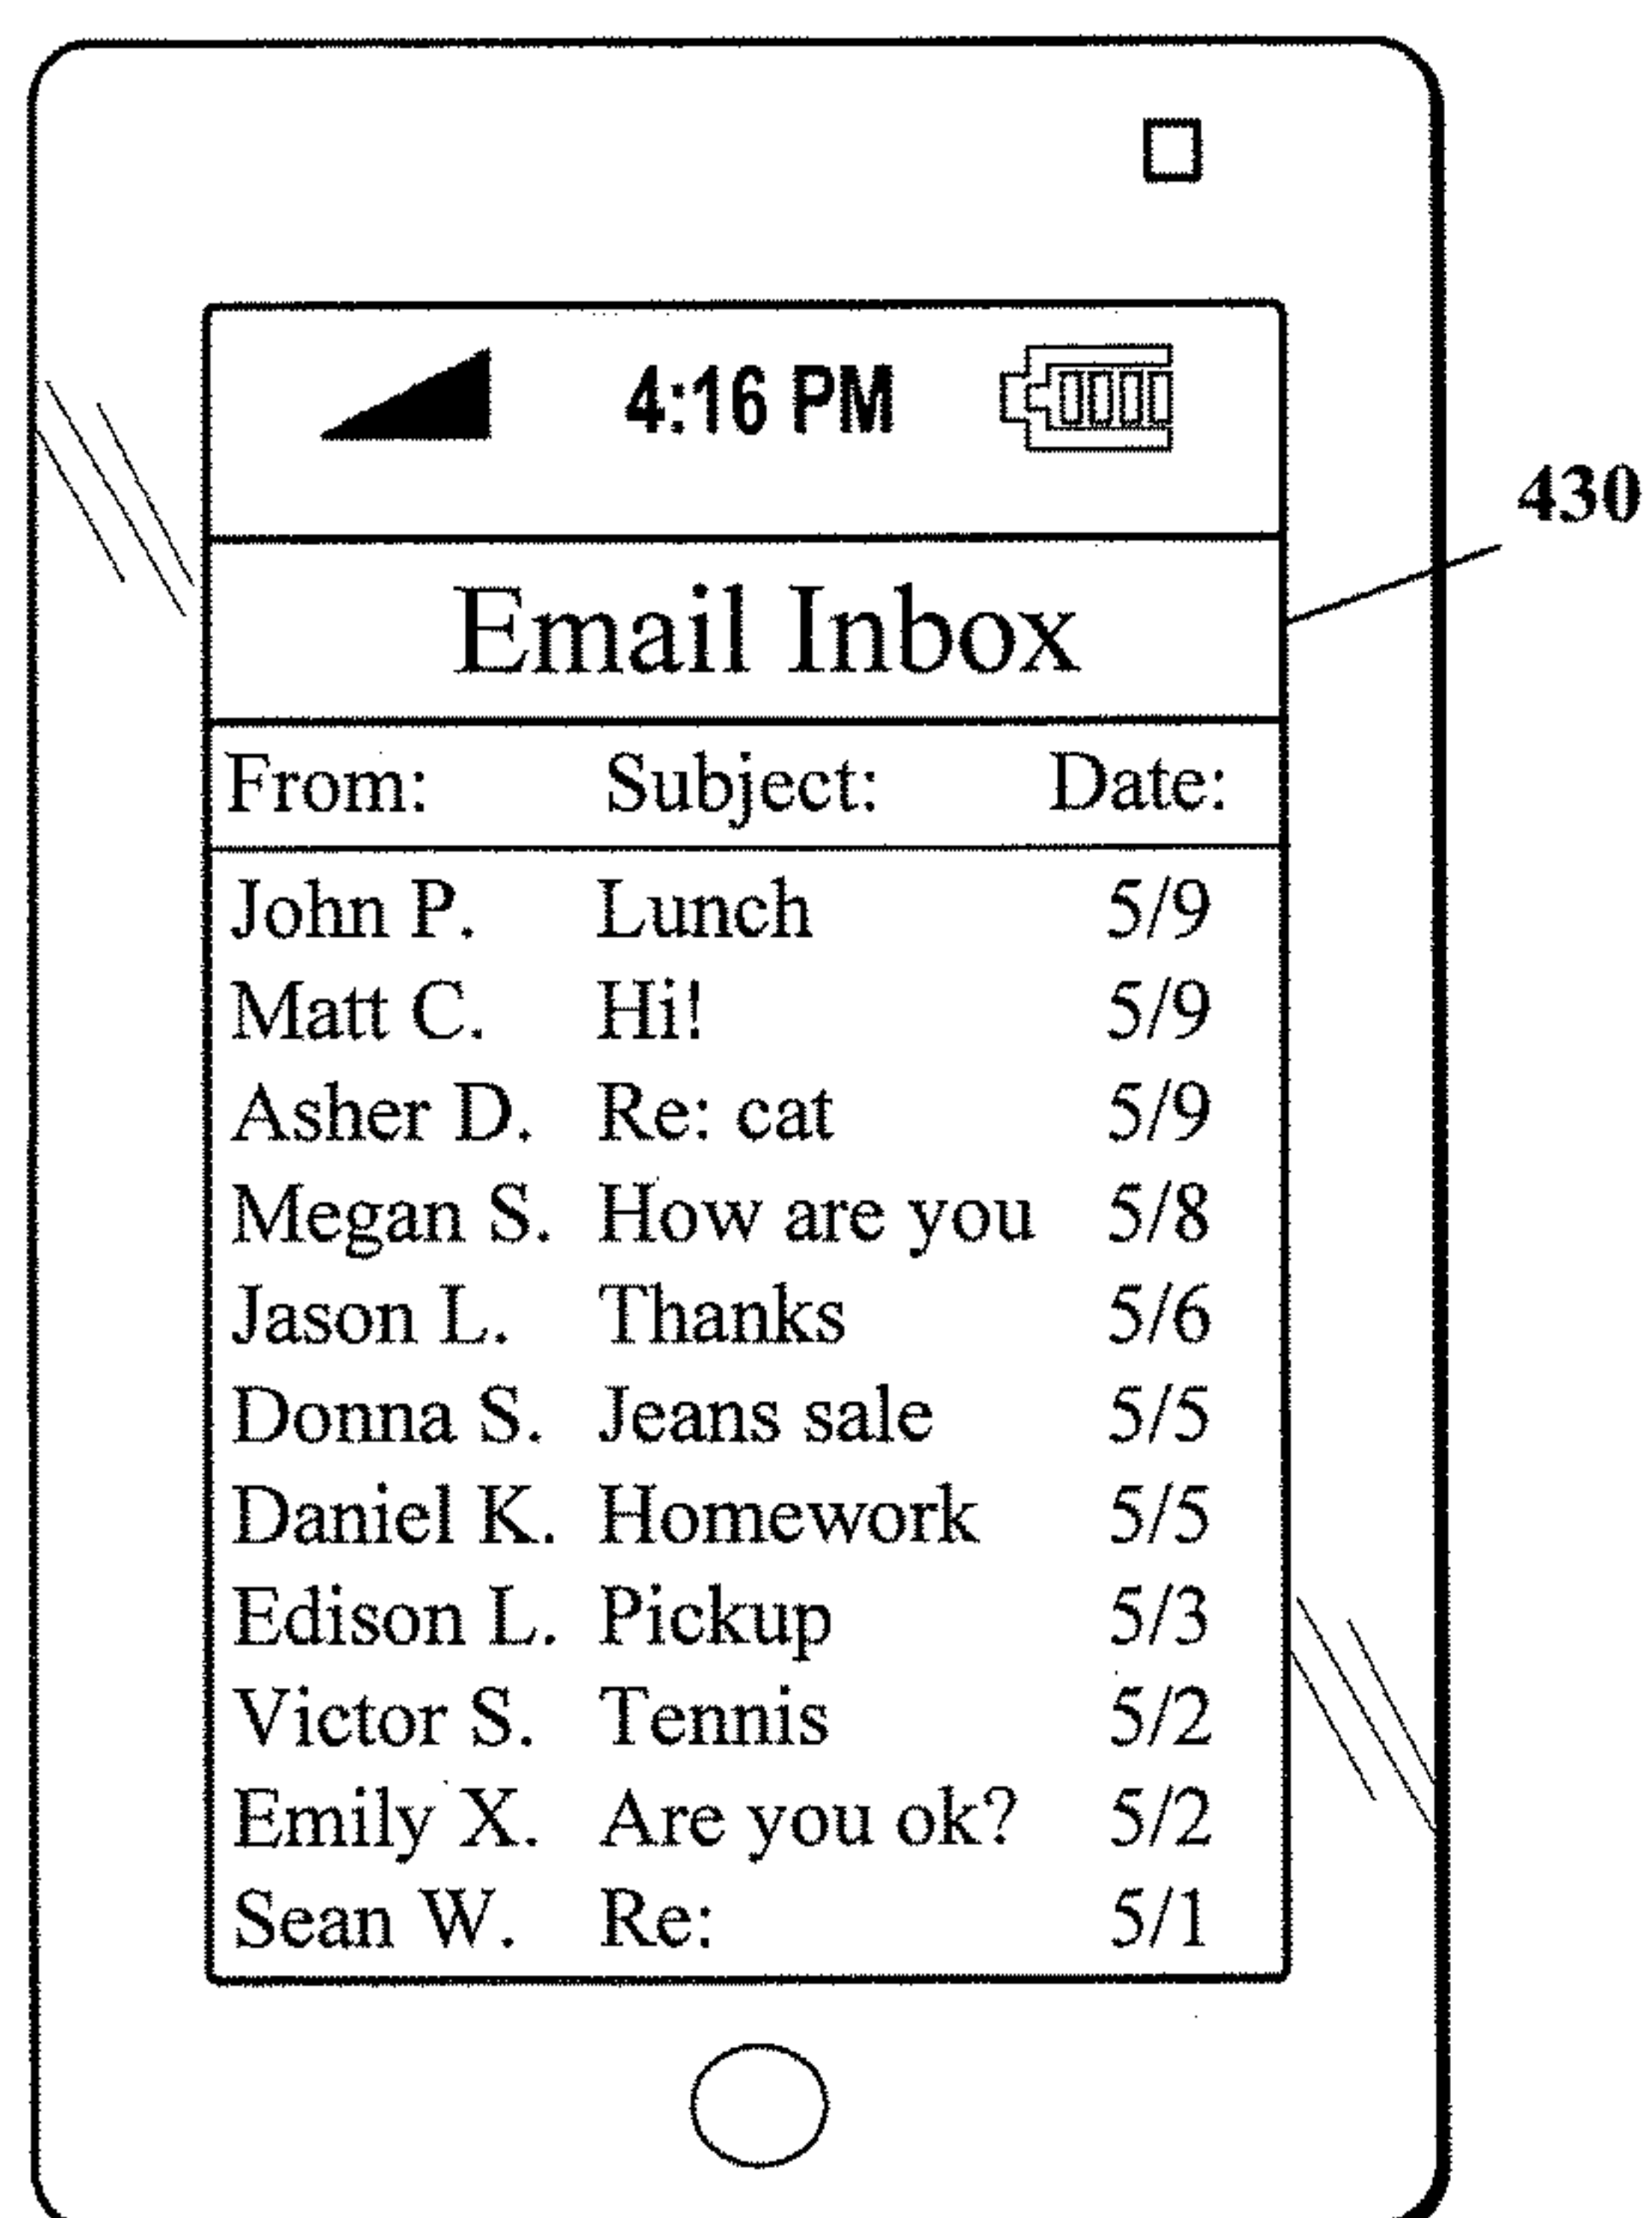 4:16 PM
430
Email Inbox
From: Subject: Date:
John P. Lunch 5/9
Matt C. Hi! 5/9
Asher D. Re: cat 5/9
Megan S. How are you 5/8
Jason L. Thanks 5/6
Donna S. Jeans sale 5/5
Daniel K. Homework 5/5
Edison L. Pickup 5/3
Victor S. Tennis 5/2
Emily X. Are you ok? 5/2
Sean W. Re: 5/1